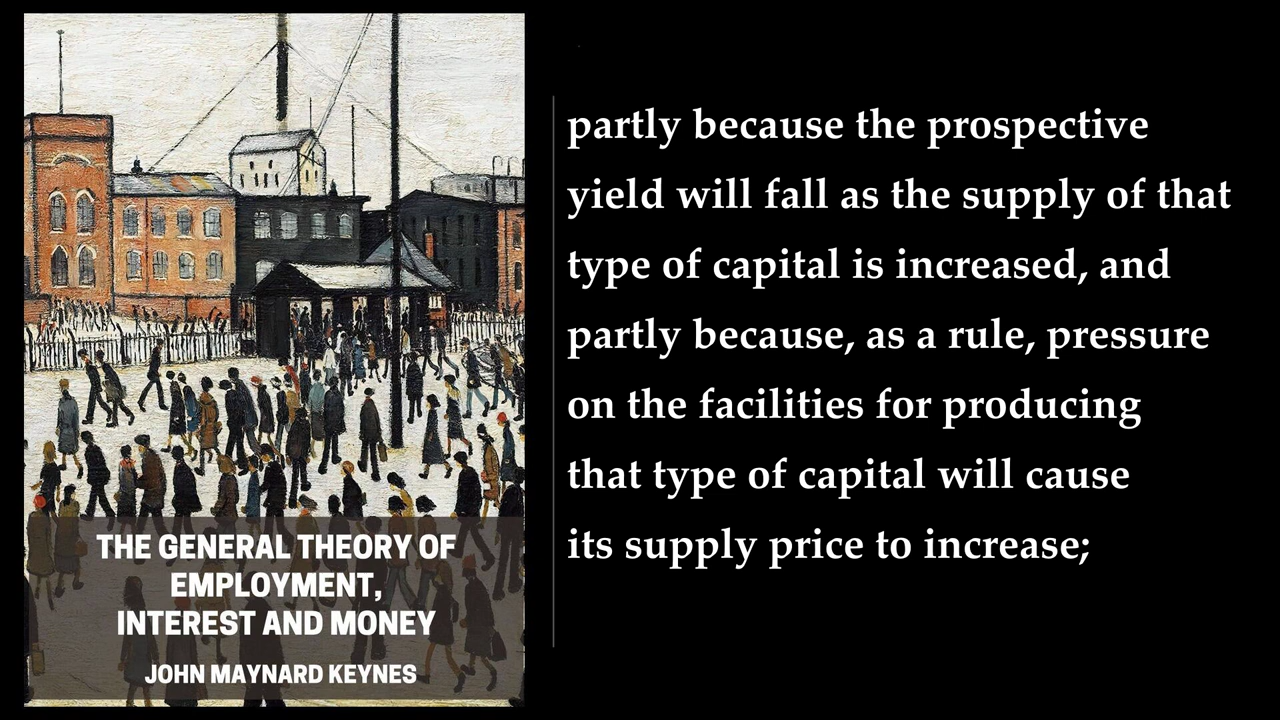 partly because the prospective
yield will fall as the supply of that
type of capital is increased, and
partly because, as a rule, pressure
on the facilities for producing
that type of capital will cause
its supply price to increase;
THE GENERAL THEORY OF
EMPLOYMENT,
INTEREST AND MONEY
JOHN MAYNARD KEYNES